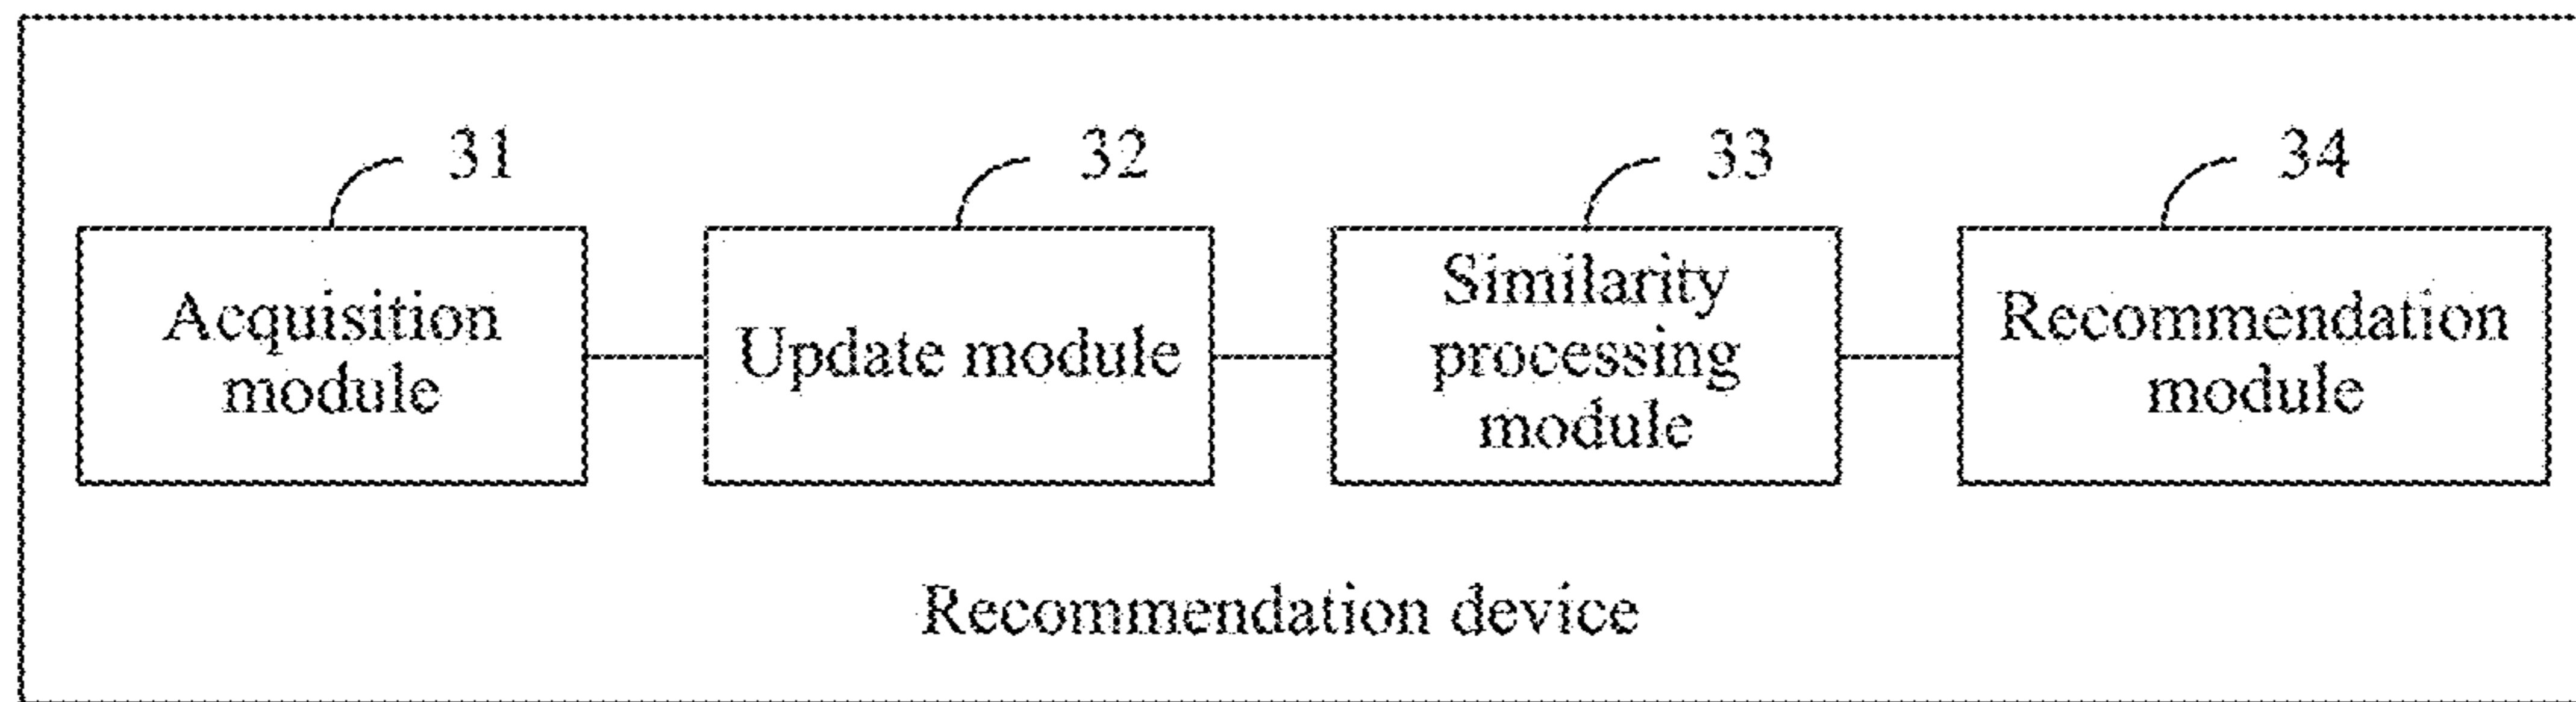 31
32
33
34
Acquisition
module
Update module
Similarity
processing
module
Recommendation
module
Recommendation device